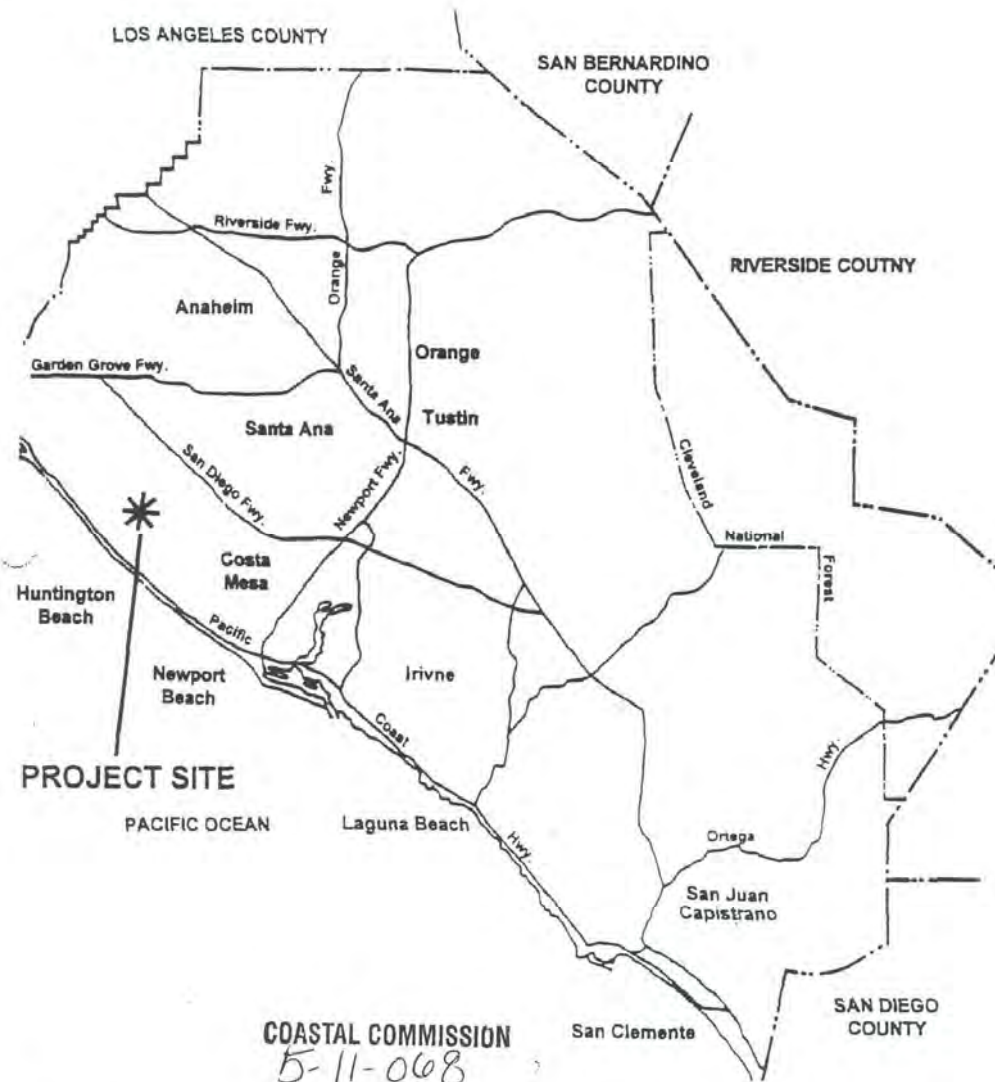 LOS ANGELES COUNTY
SAN BERNARDINO
COUNTY
Fwy.
Riverside Fwy.
Orange
RIVERSIDE COUTNY
Anaheim
Orange
Garden Grove Fwy.
Santa Ana
Tustin
Santa Ana
Fwy.
San Diego Fwy.
Newport Fwy.
Cleveland
National
Forest
Costa
Mesa
Huntington
Beach
Pacific
Newport
Beach
Irivne
Coast
Hwy.
PROJECT SITE
PACIFIC OCEAN
Laguna Beach
Hwy.
Ortega
San Juan
Capistrano
SAN DIEGO
COUNTY
San Clemente
COASTAL COMMISSION
5-11-068